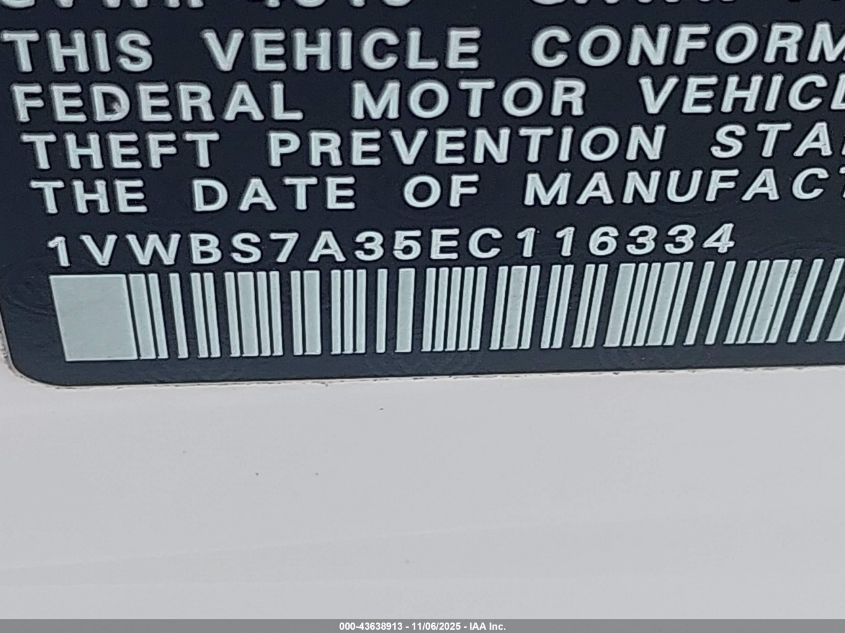 THIS VEHICLE CONFORM
FEDERAL MOTOR VEHICL
THEFT PREVENTION STA
THE DATE OF MANUFACT
1VWBS7A35EC116334
000-43638913 - 11/06/2025 - IAA Inc.